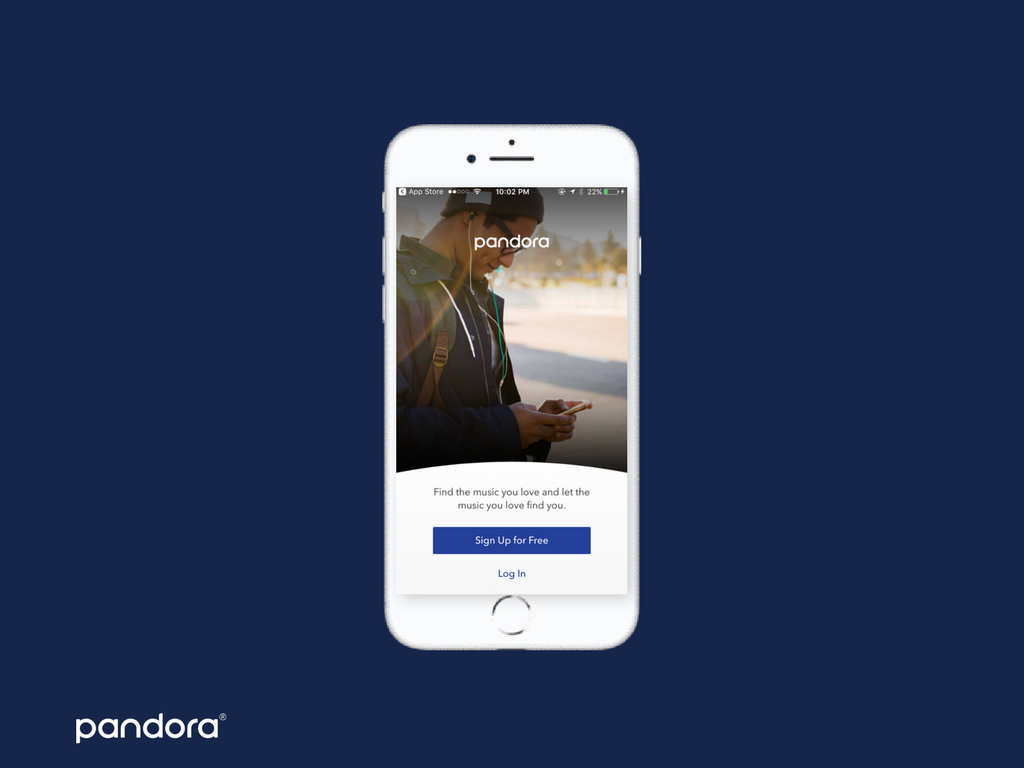 App Store
10:02 PM
22%
pandora
Find the music you love and let the
music you love find you.
Sign Up for Free
Log In
pandora®